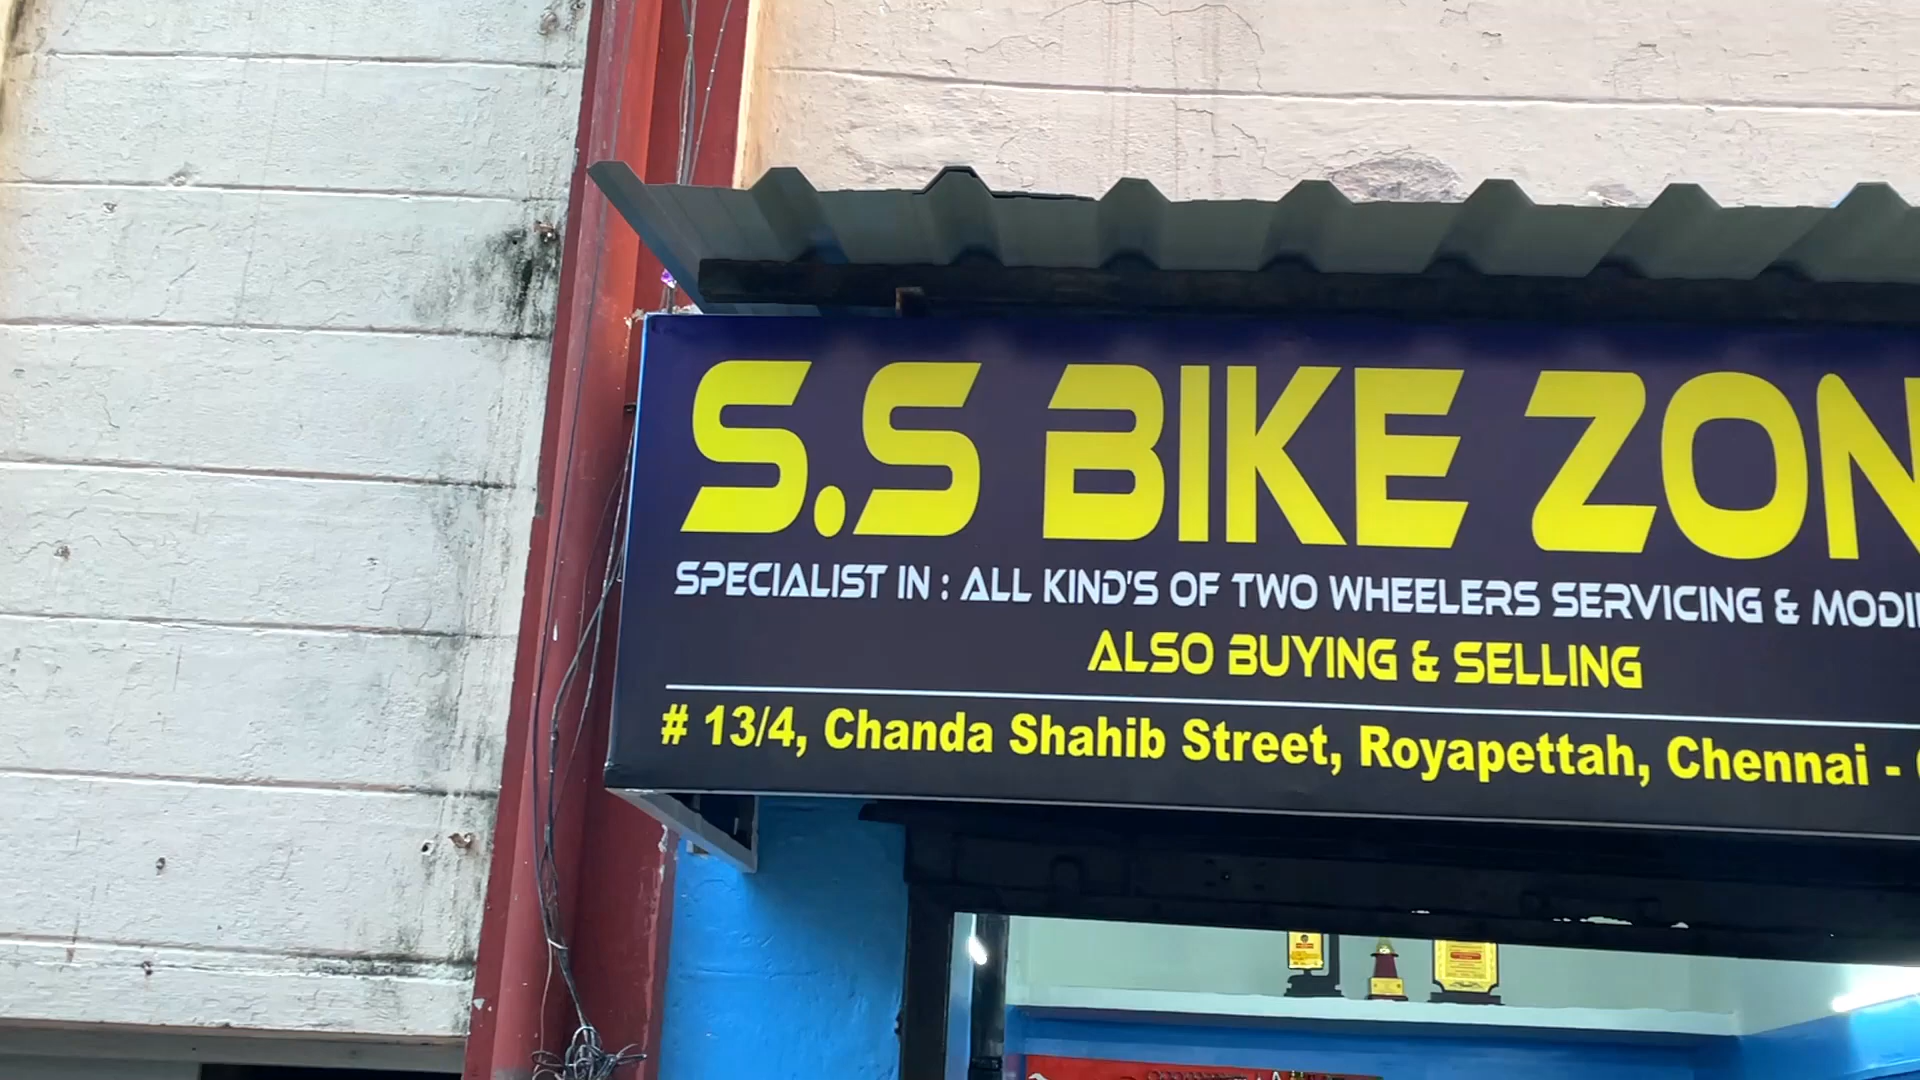 S.S BIKE ZON
SPECIALIST IN : ALL KIND'S OF TWO WHEELERS SERVICING & MODI
ALSO BUYING & SELLING
# 13/4, Chanda Shahib Street, Royapettah, Chennai -